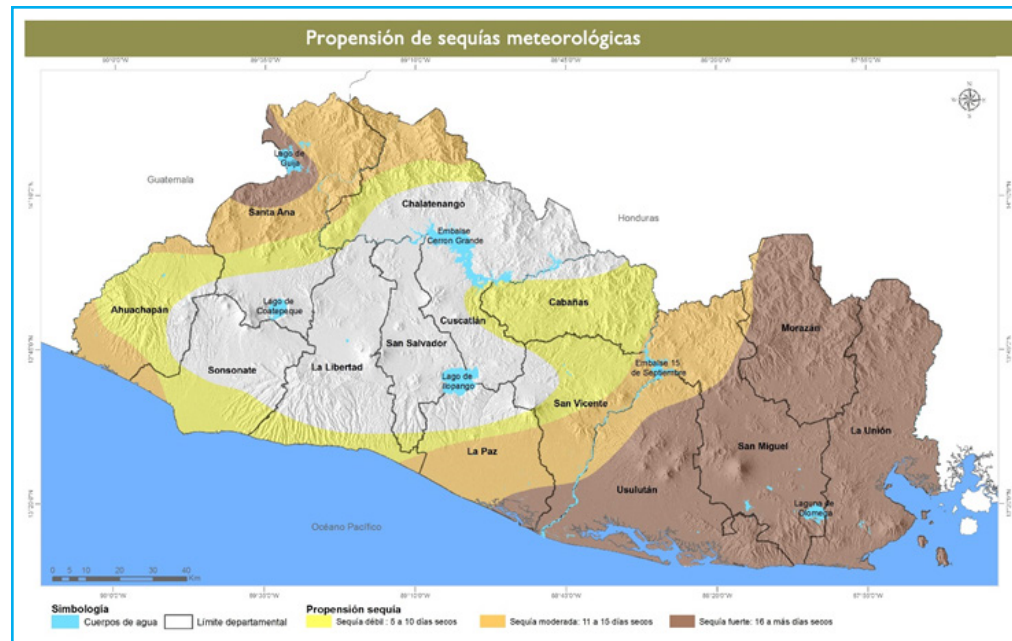 Propensión de sequías meteorológicas
Guatemala
Honduras
Lago de
Guija
Santa Ana
Chalatenango
Embalse
Cerron Grande
Ahuachapán
Lago de
Coatepeque
Cabañas
Cuscatlán
San Salvador
Sonsonate
La Libertad
Lago de
Ilopango
Embalse 15
de Septiembre
Morazán
San Vicente
La Paz
La Unión
San Miguel
Usulután
Laguna de
Olomega
Océano Pacífico
0 5 10 20 30 40
Km
Simbología
Cuerpos de agua
Límite departamental
Propensión sequía
Sequía débil : 5 a 10 días secos
Sequía moderada: 11 a 15 días secos
Sequía fuerte: 16 a más días secos